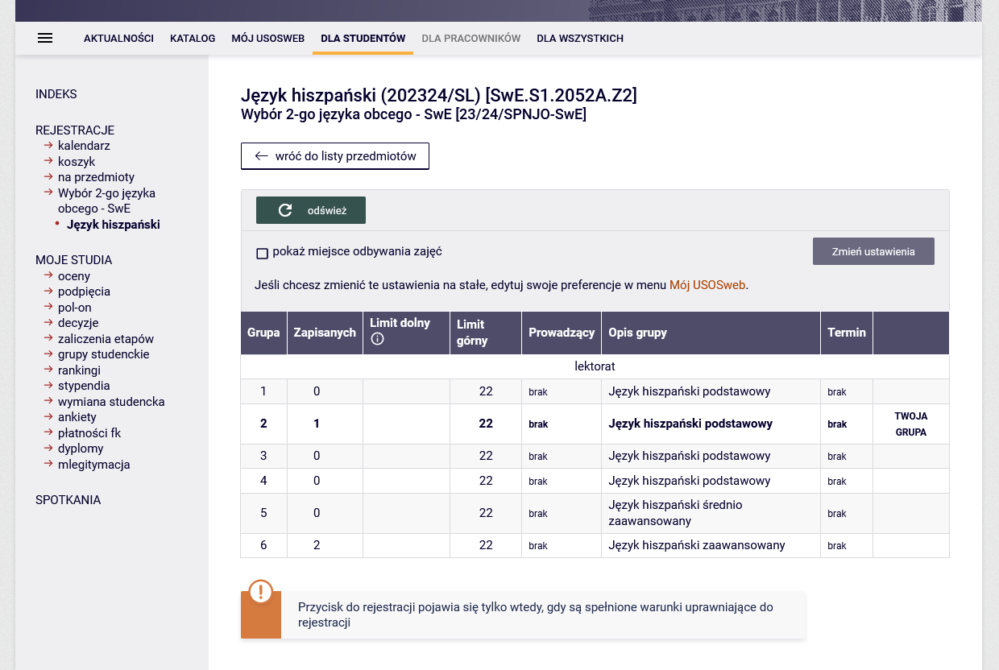 AKTUALNOŚCI KATALOG MÓJ USOSWEB DLA STUDENTÓW DLA PRACOWNIKÓW DLA WSZYSTKICH
INDEKS
REJESTRACJE
kalendarz
koszyk
na przedmioty
Wybór 2-go języka
obcego - SwE
Język hiszpański
MOJE STUDIA
oceny
podpięcia
pol-on
decyzje
zaliczenia etapów
grupy studenckie
rankingi
stypendia
wymiana studencka
ankiety
płatności fk
dyplomy
mlegitymacja
SPOTKANIA
Język hiszpański (202324/SL) [SwE.S1.2052A.Z2]
Wybór 2-go języka obcego - SwE [23/24/SPNJO-SwE]
wróć do listy przedmiotów
odśwież
pokaż miejsce odbywania zajęć Zmień ustawienia
Jeśli chcesz zmienić te ustawienia na stałe, edytuj swoje preferencje w menu Mój USOSweb.
Grupa Zapisanych Limit dolny Limit górny Prowadzący Opis grupy Termin
lektorat
1 0 22 brak Język hiszpański podstawowy brak
2 1 22 brak Język hiszpański podstawowy brak TWOJA GRUPA
3 0 22 brak Język hiszpański podstawowy brak
4 0 22 brak Język hiszpański podstawowy brak
5 0 22 brak Język hiszpański średnio zaawansowany brak
6 2 22 brak Język hiszpański zaawansowany brak
Przycisk do rejestracji pojawia się tylko wtedy, gdy są spełnione warunki uprawniające do
rejestracji